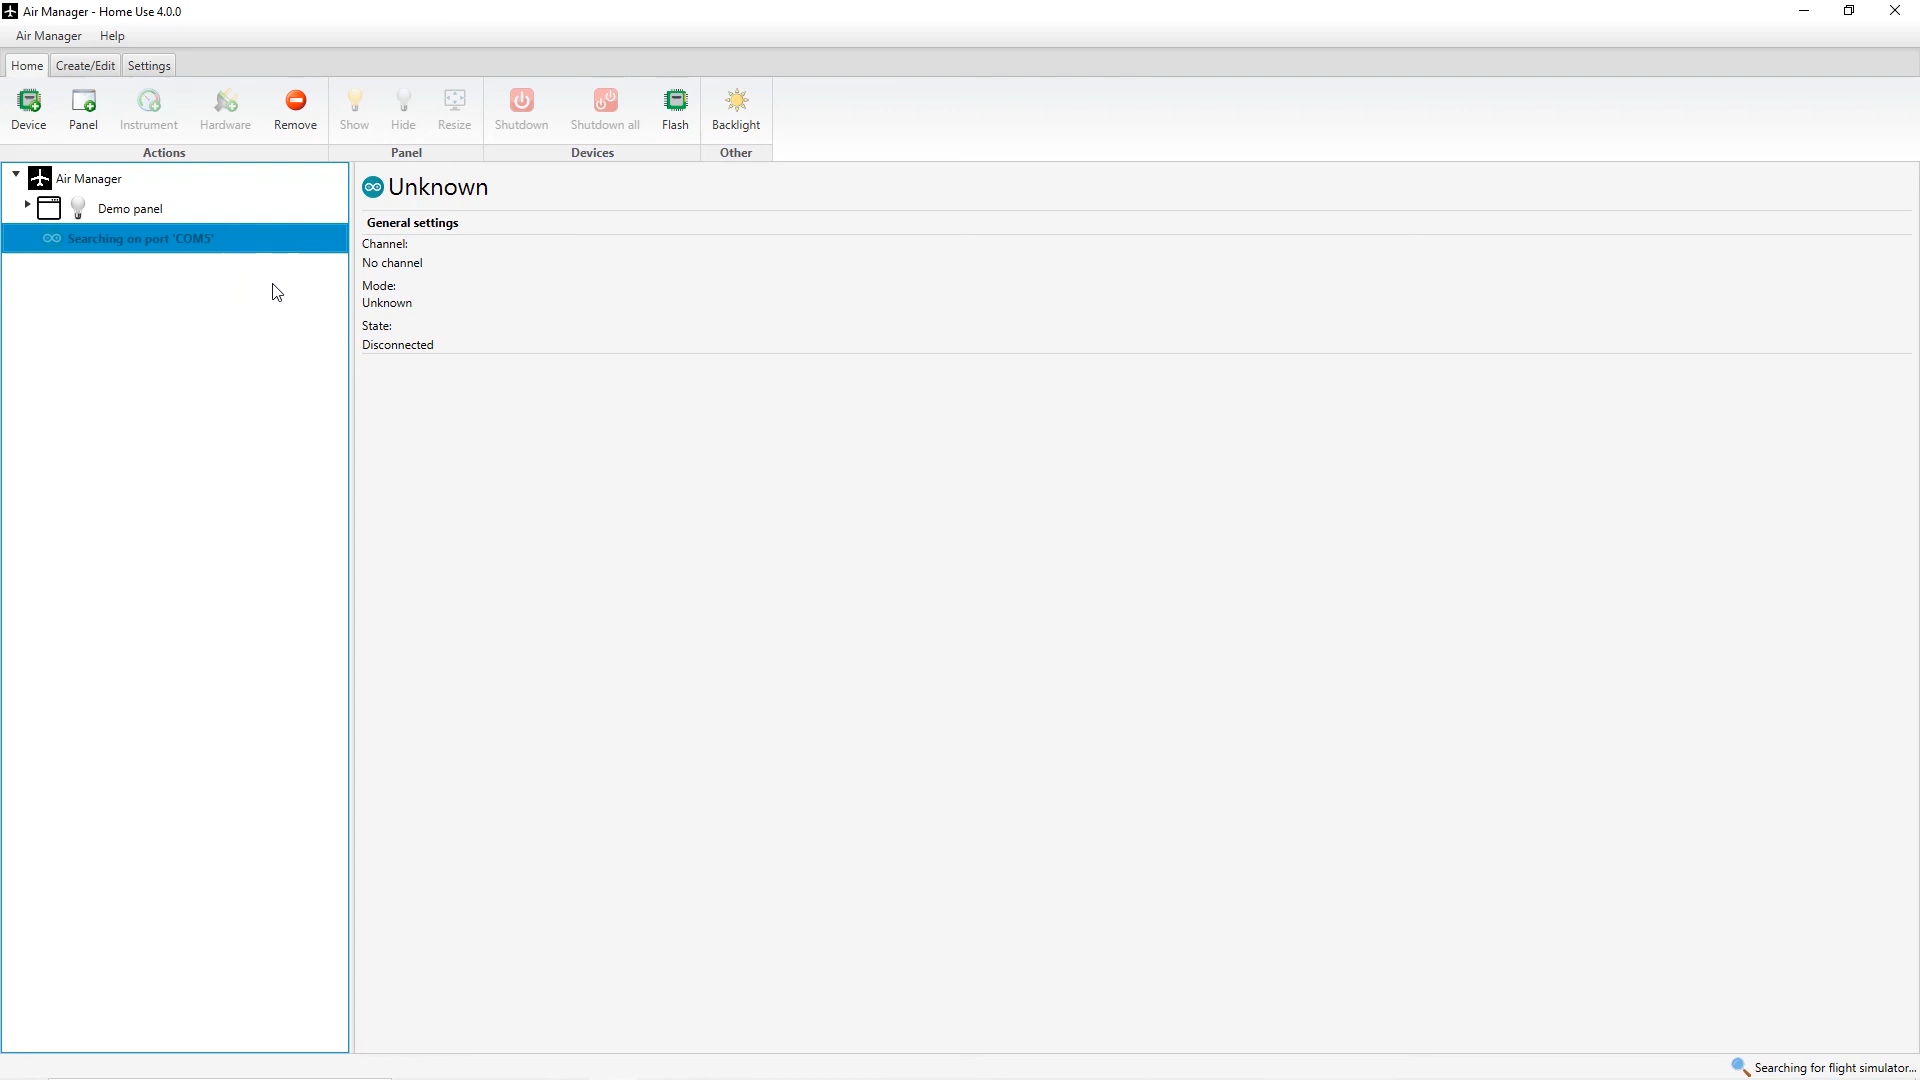 Air Manager - Home Use 4.0.0
Air Manager Help
Home Create/Edit Settings
Device Panel Instrument Hardware Remove Show Hide Resize Shutdown Shutdown all Flash Backlight
Actions Panel Devices Other
Air Manager
Demo panel
Searching on port 'COM5'
Unknown
General settings
Channel:
No channel
Mode:
Unknown
State:
Disconnected
Searching for flight simulator...